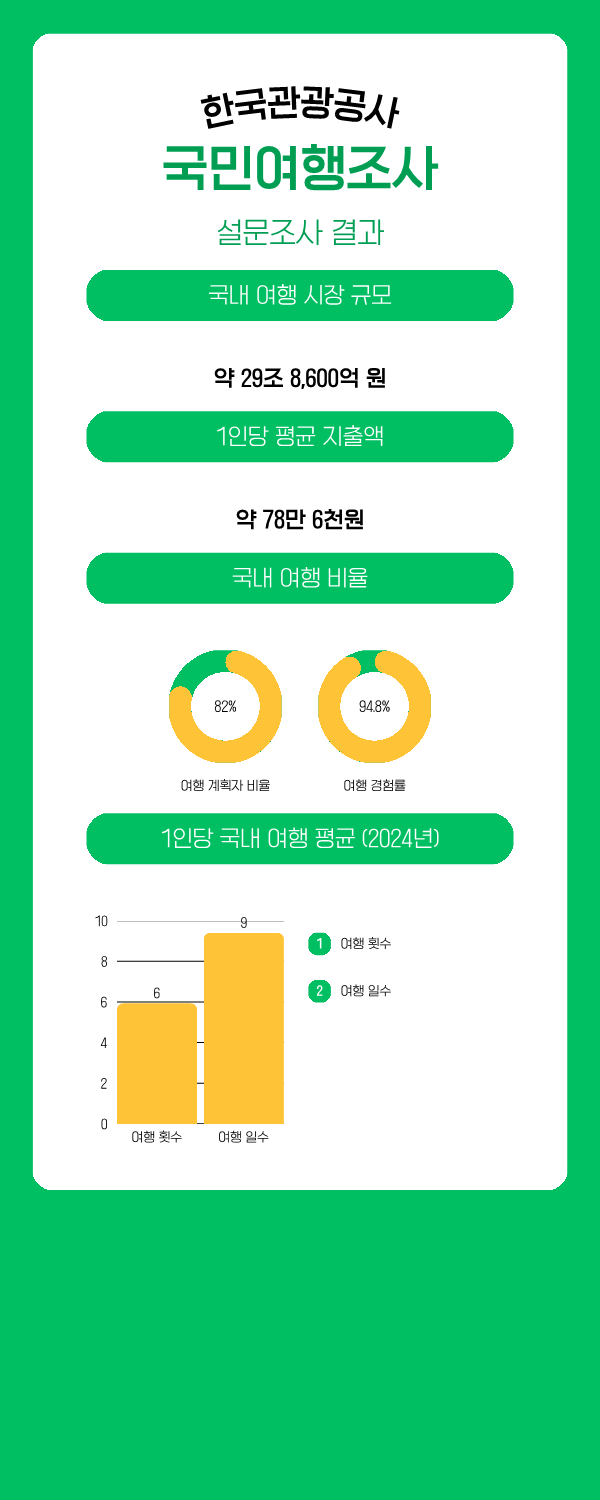 한국관광공사
국민여행조사
설문조사 결과
국내 여행 시장 규모
약 29조 8,600억 원
1인당 평균 지출액
약 78만 6천원
국내 여행 비율
82%
94.8%
여행 계획자 비율
여행 경험률
1인당 국내 여행 평균 (2024년)
10
8
6
4
2
0
6
9
여행 횟수
여행 일수
1 여행 횟수
2 여행 일수